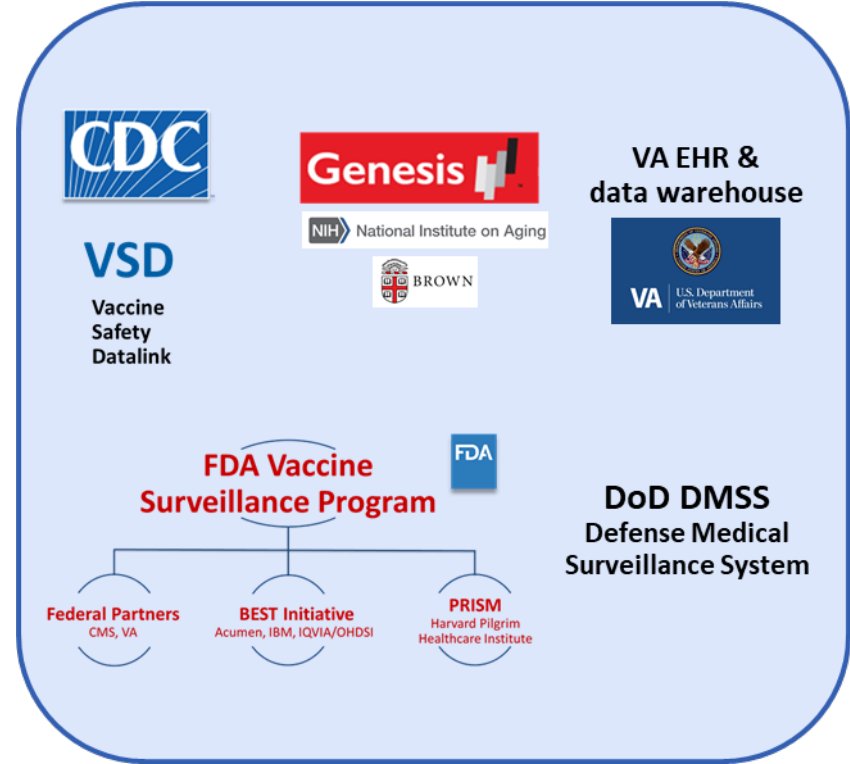 CDC
VSD
Vaccine
Safety
Datalink
Genesis
NIH National Institute on Aging
BROWN
VA EHR &
data warehouse
VA U.S. Department
of Veterans Affairs
FDA Vaccine
Surveillance Program
FDA
Federal Partners
CMS, VA
BEST Initiative
Acumen, IBM, IQVIA/OHDSI
PRISM
Harvard Pilgrim
Healthcare Institute
DoD DMSS
Defense Medical
Surveillance System